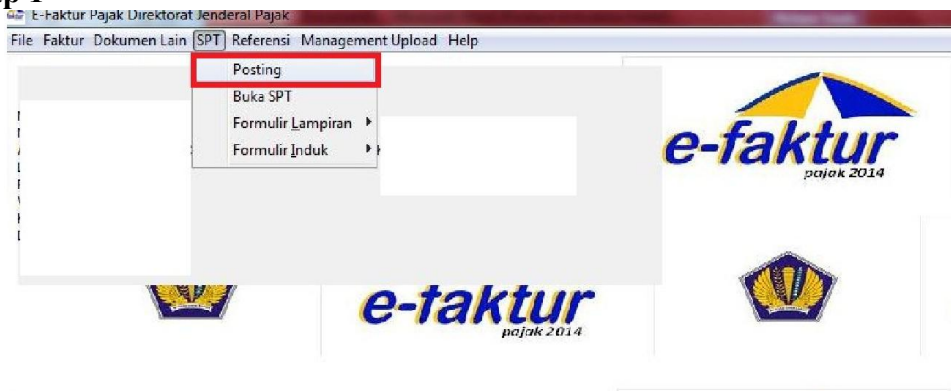 E-Faktur Pajak Direktorat Jenderal Pajak
File Faktur Dokumen Lain SPT Referensi Management Upload Help
Posting
Buka SPT
Formulir Lampiran
Formulir Induk
e-faktur
pajak 2014
e-faktur
pajak 2014